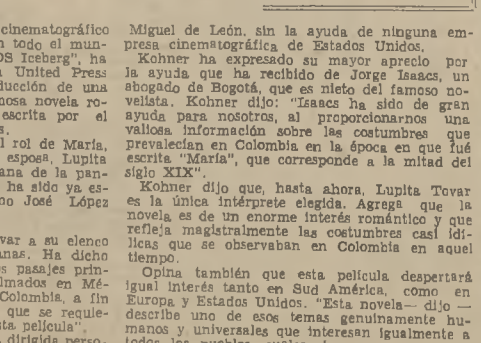 cinematográfico
n todo el mun-
OS Iceberg", ha
a United Press
ducción de una
nosa novela ro-
escrita por el
s.
l rol de María,
esposa, Lupita
ana de la pan-
ha sido ya es-
no José López
var a su elenco
anas. Ha dicho
s pasajes prin-
lmados en Mé-
Colombia, a fin
que se requie-
sta película".
dirigida perso-
Miguel de León, sin la ayuda de ninguna em-
presa cinematográfica de Estados Unidos.
Kohner ha expresado su mayor aprecio por
la ayuda que ha recibido de Jorge Isaacs, un
abogado de Bogotá, que es nieto del famoso no-
velista. Kohner dijo: "Isaacs ha sido de gran
ayuda para nosotros, al proporcionarnos una
valiosa información sobre las costumbres que
prevalecían en Colombia en la época en que fué
escrita "María", que corresponde a la mitad del
siglo XIX".
Kohner dijo que, hasta ahora, Lupita Tovar
es la única intérprete elegida. Agrega que la
novela es de un enorme interés romántico y que
refleja magistralmente las costumbres casi idí-
licas que se observaban en Colombia en aquel
tiempo.
Opina también que esta película despertará
igual interés tanto en Sud América, como en
Europa y Estados Unidos. "Esta novela— dijo —
describe uno de esos temas genuinamente hu-
manos y universales que interesan igualmente a